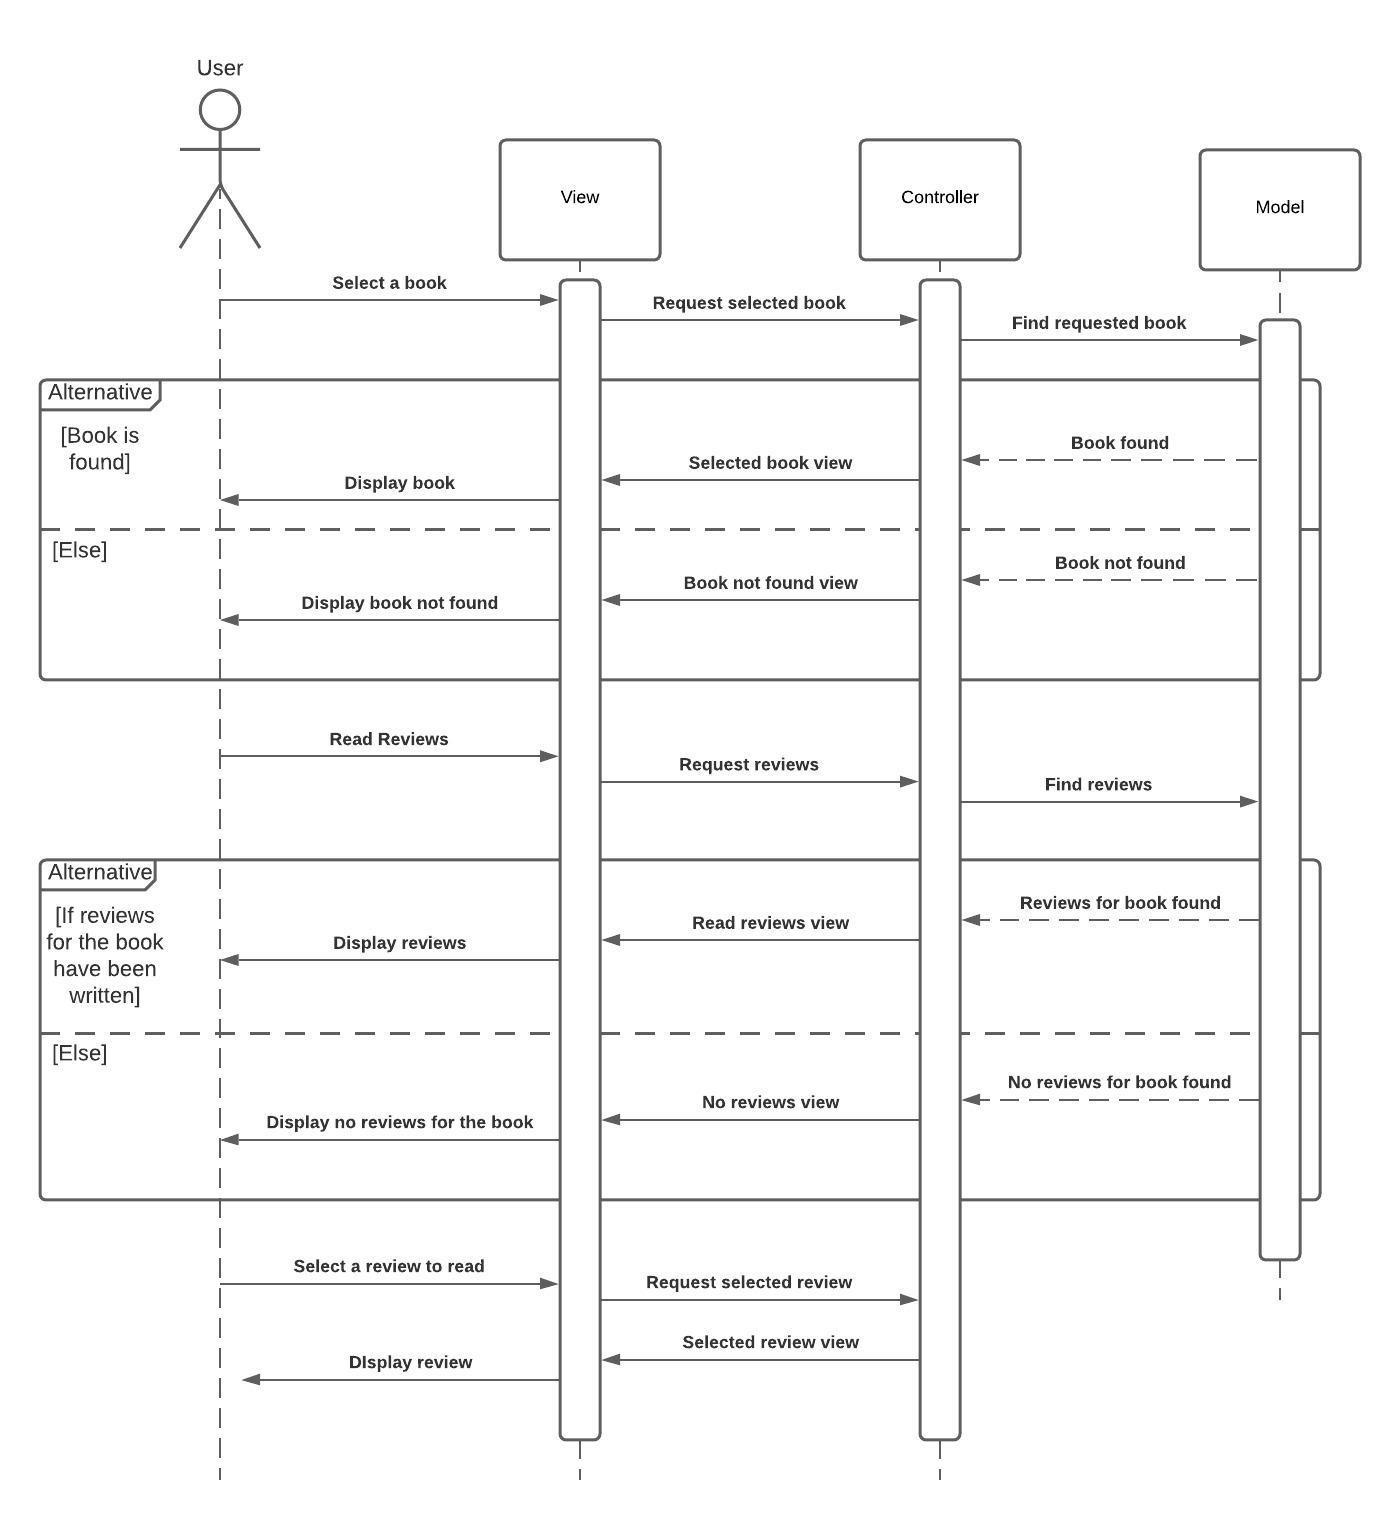 User
View
Controller
Model
Select a book
Request selected book
Find requested book
Alternative
[Book is
found]
Book found
Selected book view
Display book
[Else]
Book not found
Book not found view
Display book not found
Read Reviews
Request reviews
Find reviews
Alternative
[If reviews
for the book
have been
written]
Reviews for book found
Read reviews view
Display reviews
[Else]
No reviews for book found
No reviews view
Display no reviews for the book
Select a review to read
Request selected review
Selected review view
DIsplay review